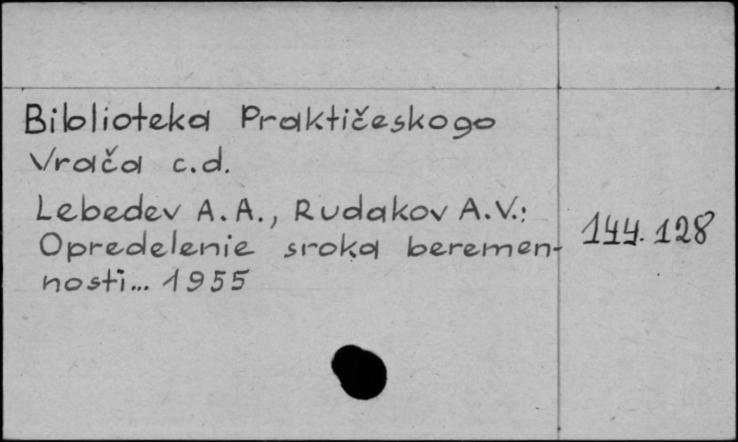 Biblioteka Praktičeskogo
Vrača c.d.
Lebedev A.A., Rudakov A.V.:
Opredelenie sroka beremen-
nosti... 1955
144.128